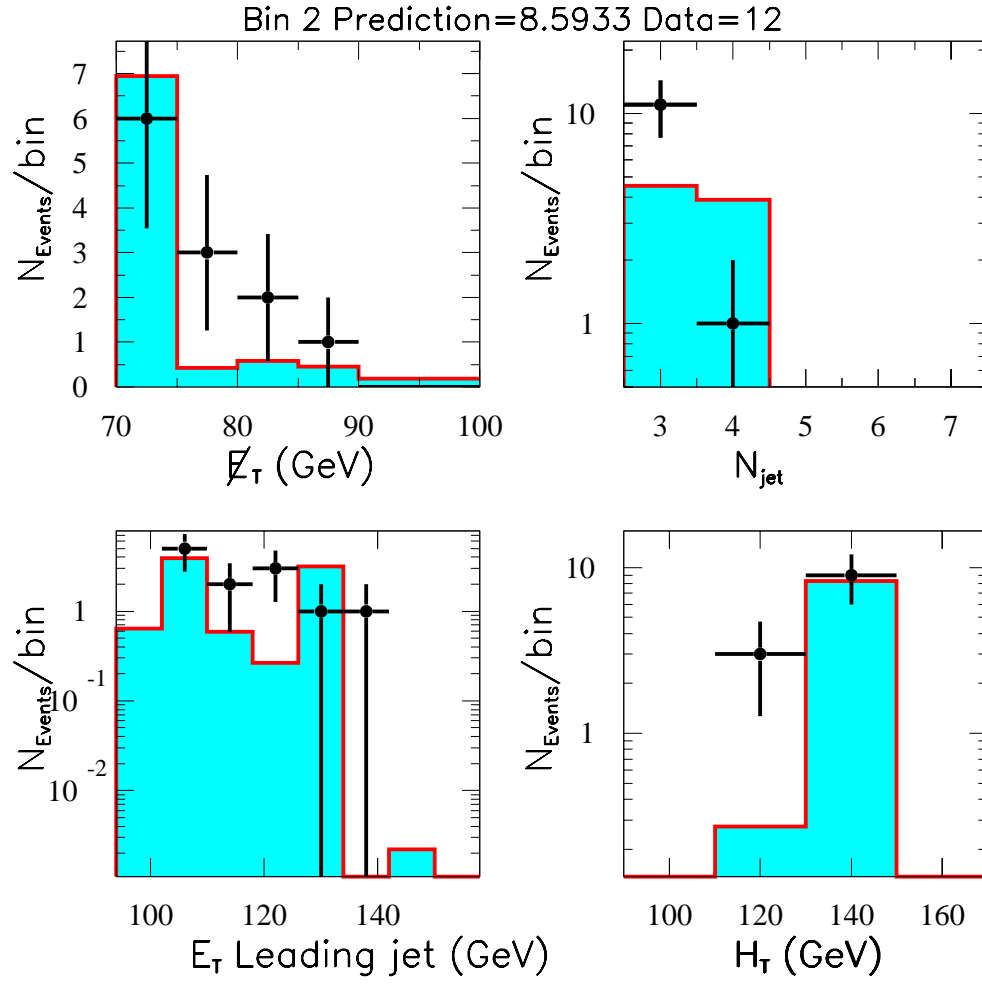 Bin 2 Prediction=8.5933 Data=12
N_Events/bin
7
6
5
4
3
2
1
0
70 80 90 100
E̸_T (GeV)
N_Events/bin
10
1
3 4 5 6 7
N_jet
N_Events/bin
1
10^-1
10^-2
100 120 140
E_T Leading jet (GeV)
N_Events/bin
10
1
100 120 140 160
H_T (GeV)